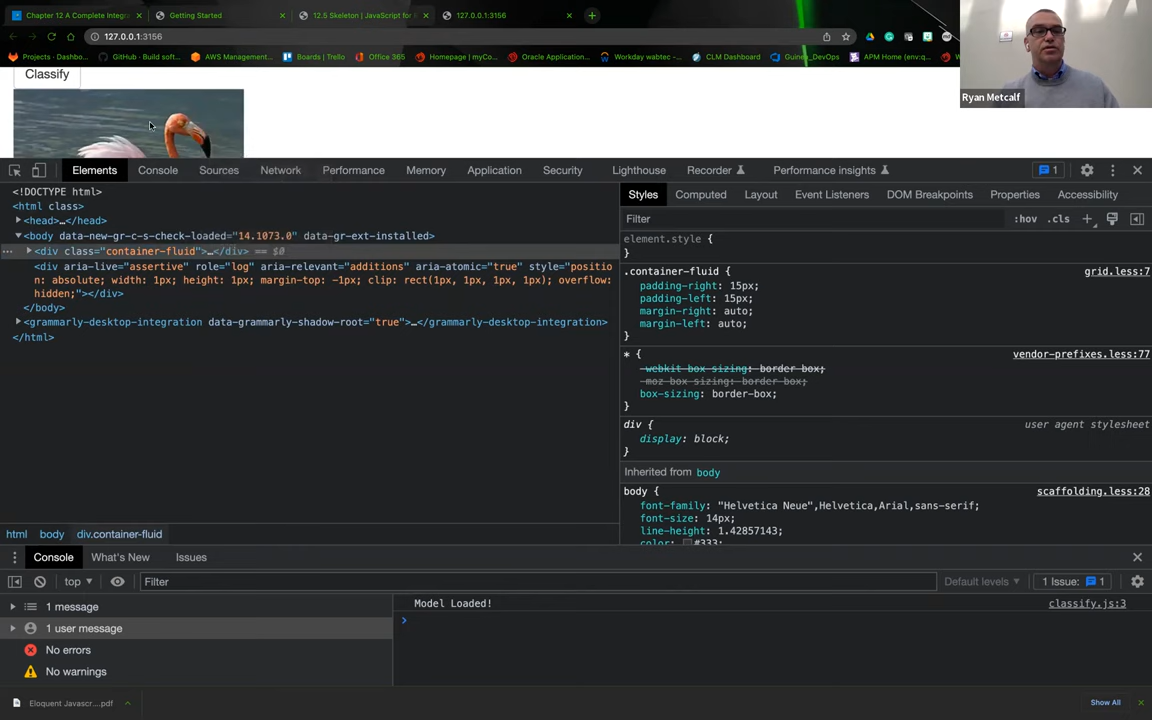 Chapter 12 A Complete Integra
Getting Started
12.5 Skeleton | JavaScript for
127.0.0.1:3156
127.0.0.1:3156
Projects · Dashboa...
GitHub · Build soft...
AWS Management...
Boards | Trello
Office 365
Homepage | myCo...
Oracle Application...
Workday wabtec -...
CLM Dashboard
Guinea_DevOps
APM Home (env:q...
Ryan Metcalf
Classify
Elements
Console
Sources
Network
Performance
Memory
Application
Security
Lighthouse
Recorder
Performance insights
1
<!DOCTYPE html>
<html class>
<head>…</head>
<body data-new-gr-c-s-check-loaded="14.1073.0" data-gr-ext-installed>
<div class="container-fluid">…</div> == $0
<div aria-live="assertive" role="log" aria-relevant="additions" aria-atomic="true" style="positio
n: absolute; width: 1px; height: 1px; margin-top: -1px; clip: rect(1px, 1px, 1px, 1px); overflow:
hidden;"></div>
</body>
<grammarly-desktop-integration data-grammarly-shadow-root="true">…</grammarly-desktop-integration>
</html>
html
body
div.container-fluid
Styles
Computed
Layout
Event Listeners
DOM Breakpoints
Properties
Accessibility
Filter
:hov
.cls
element.style {
}
.container-fluid {
grid.less:7
padding-right: 15px;
padding-left: 15px;
margin-right: auto;
margin-left: auto;
}
* {
vendor-prefixes.less:77
-webkit-box-sizing: border-box;
-moz-box-sizing: border-box;
box-sizing: border-box;
}
div {
user agent stylesheet
display: block;
}
Inherited from body
body {
scaffolding.less:28
font-family: "Helvetica Neue",Helvetica,Arial,sans-serif;
font-size: 14px;
line-height: 1.42857143;
color: #333;
Console
What's New
Issues
top
Filter
Default levels
1 Issue: 1
1 message
1 user message
No errors
No warnings
Model Loaded!
classify.js:3
Eloquent Javascr....pdf
Show All